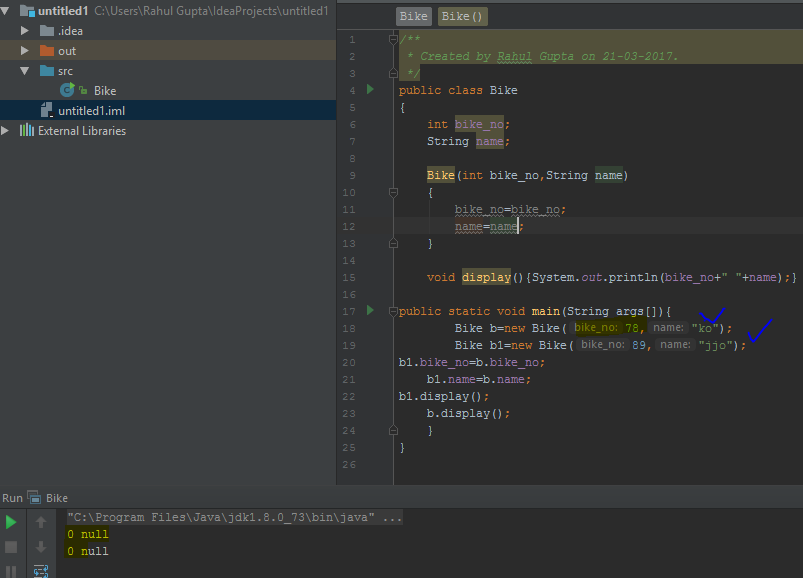 untitled1 C:\Users\Rahul Gupta\IdeaProjects\untitled1
.idea
out
src
Bike
untitled1.iml
External Libraries
Bike Bike()
1 /**
2 * Created by Rahul Gupta on 21-03-2017.
3 */
4 public class Bike
5 {
6 int bike_no;
7 String name;
8
9 Bike(int bike_no,String name)
10 {
11 bike_no=bike_no;
12 name=name;
13 }
14
15 void display(){System.out.println(bike_no+" "+name);}
16
17 public static void main(String args[]){
18 Bike b=new Bike( bike_no: 78, name: "ko");
19 Bike b1=new Bike( bike_no: 89, name: "jjo");
20 b1.bike_no=b.bike_no;
21 b1.name=b.name;
22 b1.display();
23 b.display();
24 }
25 }
26
Run Bike
"C:\Program Files\Java\jdk1.8.0_73\bin\java" ...
0 null
0 null